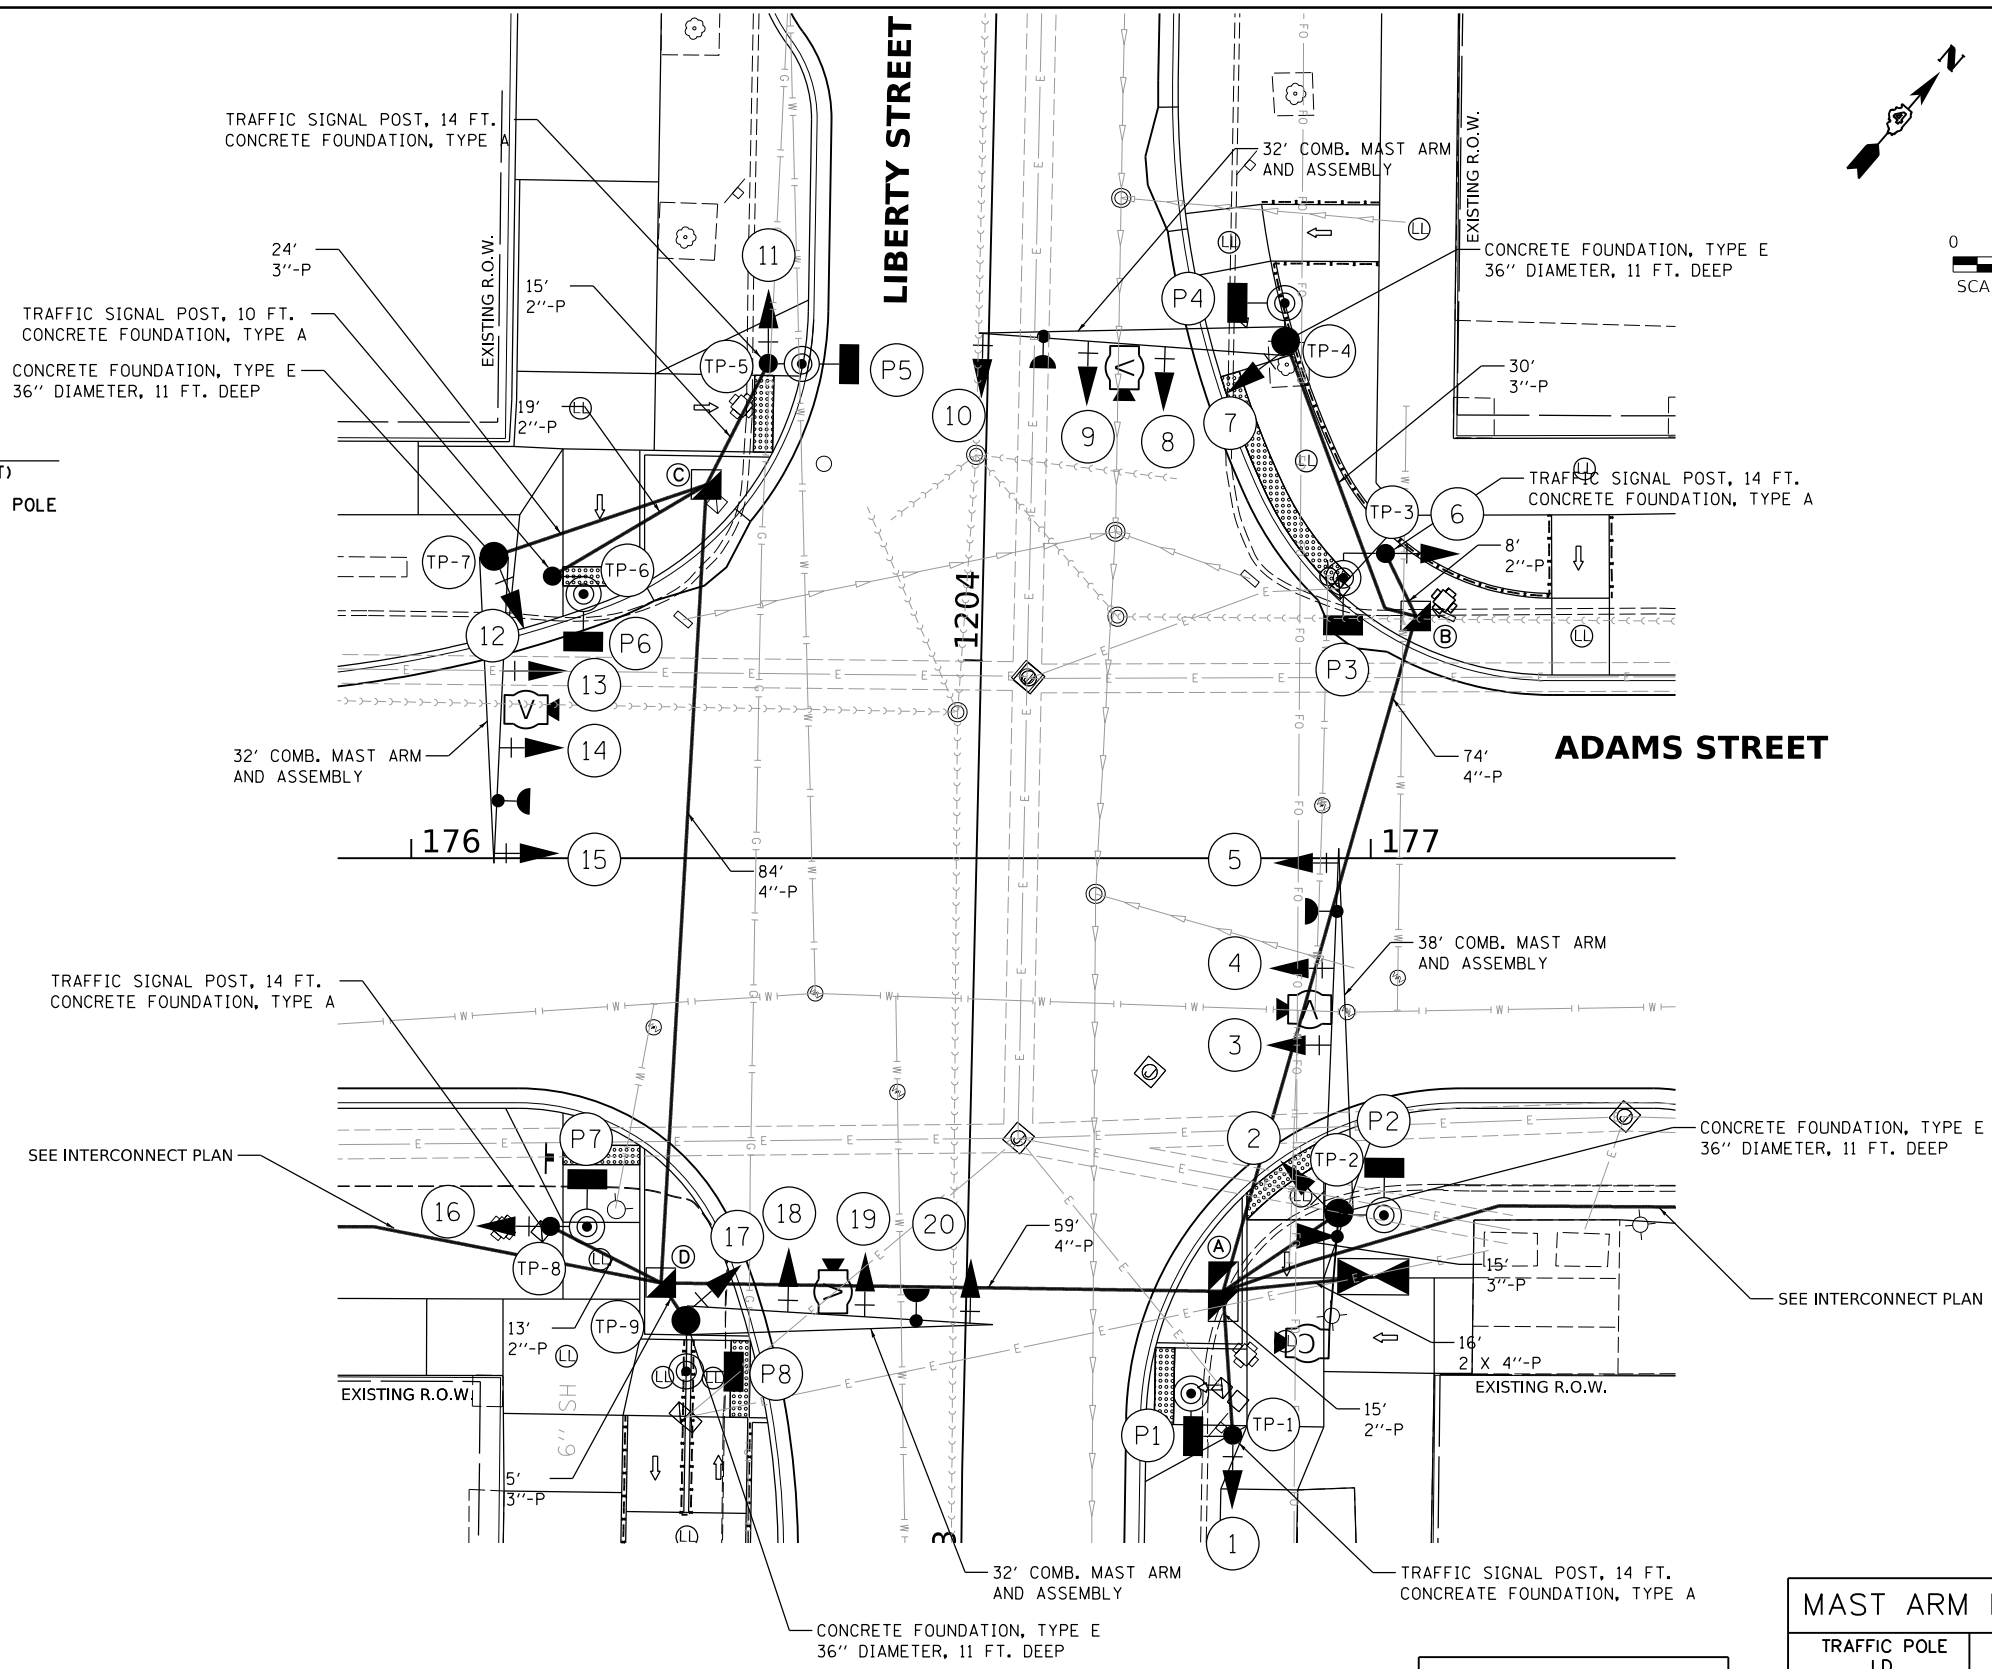 LIBERTY STREET
N
4
TRAFFIC SIGNAL POST, 14 FT.
CONCRETE FOUNDATION, TYPE A
32' COMB. MAST ARM
AND ASSEMBLY
EXISTING R.O.W.
EXISTING R.O.W.
24'
3''-P
11
15'
2''-P
P4
CONCRETE FOUNDATION, TYPE E
36'' DIAMETER, 11 FT. DEEP
0
SCA
TRAFFIC SIGNAL POST, 10 FT.
CONCRETE FOUNDATION, TYPE A
CONCRETE FOUNDATION, TYPE E
36'' DIAMETER, 11 FT. DEEP
TP-5
P5
TP-4
30'
3''-P
19'
2''-P
10
9
8
7
T)
POLE
C
TRAFFIC SIGNAL POST, 14 FT.
CONCRETE FOUNDATION, TYPE A
TP-3
6
8'
2''-P
TP-7
TP-6
12
P6
1204
B
P3
13
14
32' COMB. MAST ARM
AND ASSEMBLY
74'
4''-P
ADAMS STREET
176
15
5
177
84'
4''-P
4
38' COMB. MAST ARM
AND ASSEMBLY
TRAFFIC SIGNAL POST, 14 FT.
CONCRETE FOUNDATION, TYPE A
3
SEE INTERCONNECT PLAN
P7
2
P2
TP-2
CONCRETE FOUNDATION, TYPE E
36'' DIAMETER, 11 FT. DEEP
16
17
18
19
20
59'
4''-P
TP-8
D
A
15'
3''-P
SEE INTERCONNECT PLAN
TP-9
13'
2''-P
16'
2 X 4''-P
EXISTING R.O.W.
P8
EXISTING R.O.W.
HS ''9
P1
TP-1
15'
2''-P
5'
3''-P
3
1
32' COMB. MAST ARM
AND ASSEMBLY
TRAFFIC SIGNAL POST, 14 FT.
CONCREATE FOUNDATION, TYPE A
CONCRETE FOUNDATION, TYPE E
36'' DIAMETER, 11 FT. DEEP
MAST ARM
TRAFFIC POLE
I.D.